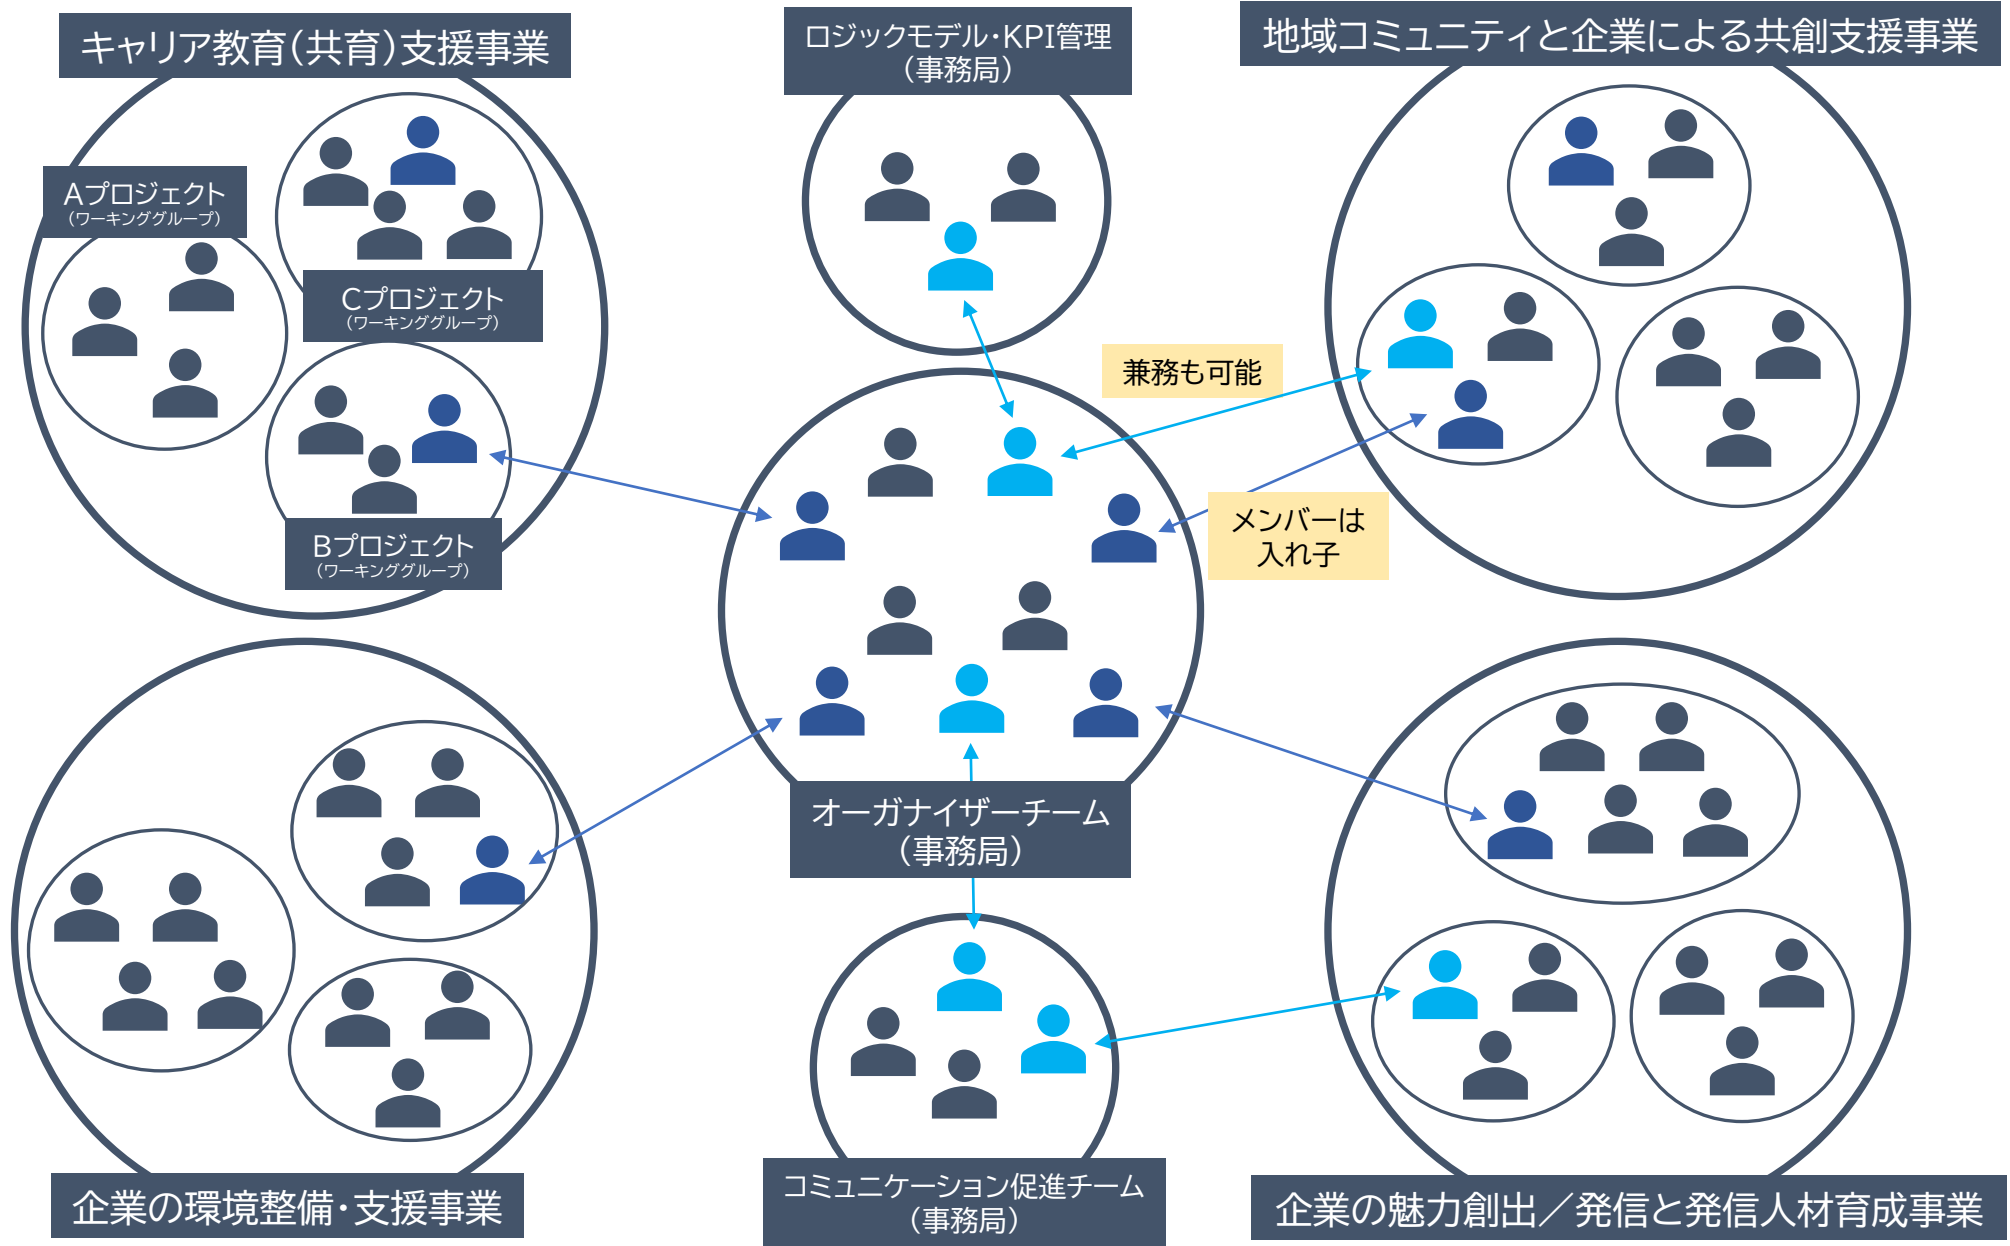 キャリア教育(共育)支援事業
ロジックモデル・KPI管理
(事務局)
地域コミュニティと企業による共創支援事業
Aプロジェクト
(ワーキンググループ)
Cプロジェクト
(ワーキンググループ)
Bプロジェクト
(ワーキンググループ)
兼務も可能
メンバーは
入れ子
オーガナイザーチーム
(事務局)
企業の環境整備・支援事業
コミュニケーション促進チーム
(事務局)
企業の魅力創出/発信と発信人材育成事業